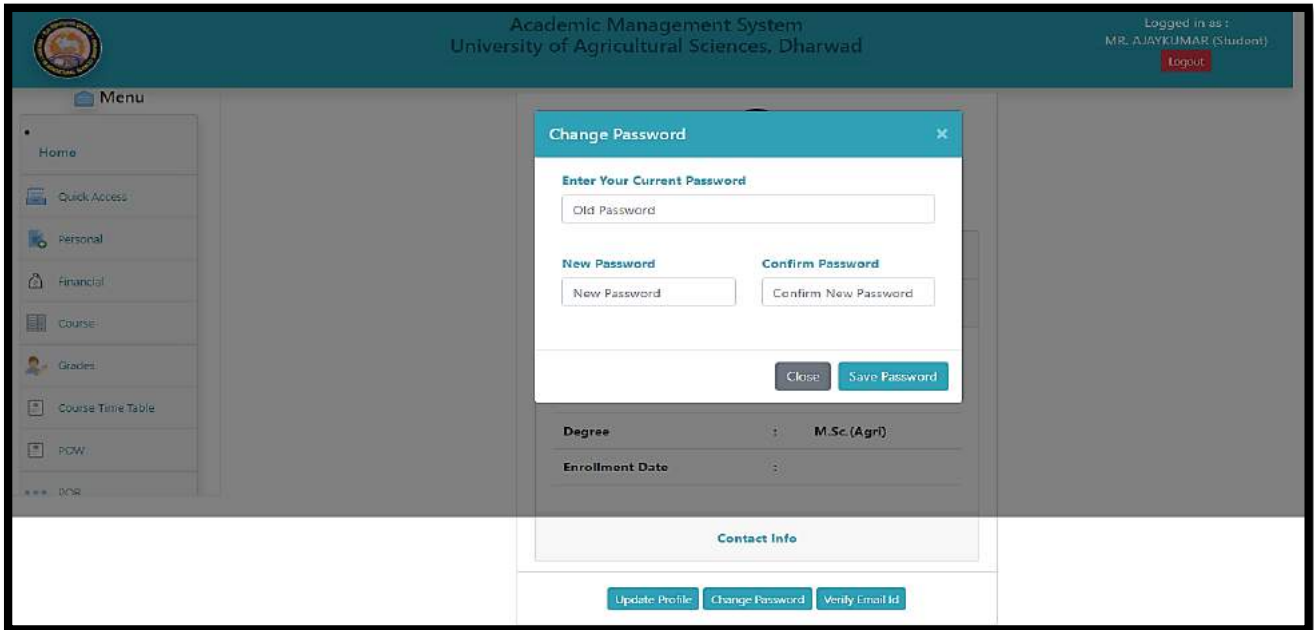 Academic Management System
University of Agricultural Sciences, Dharwad
Logged in as :
MR. AJAYKUMAR (Student)
Logout
Menu
Home
Quick Access
Personal
Financial
Course
Grades
Course Time Table
POW
Change Password
×
Enter Your Current Password
Old Password
New Password
Confirm Password
New Password
Confirm New Password
Close
Save Password
Degree : M.Sc.(Agri)
Enrollment Date :
Contact Info
Update Profile
Change Password
Verify Email Id